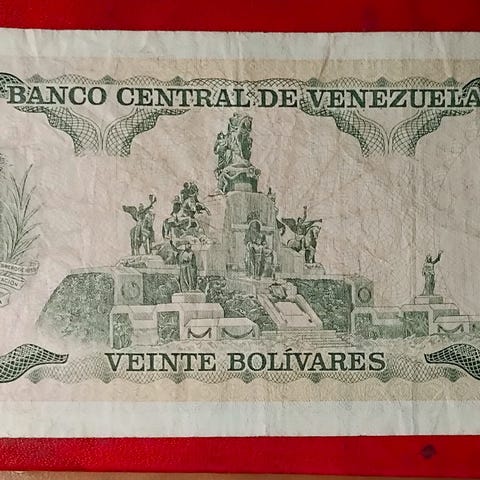 BANCO CENTRAL DE VENEZUELA
VEINTE BOLÍVARES